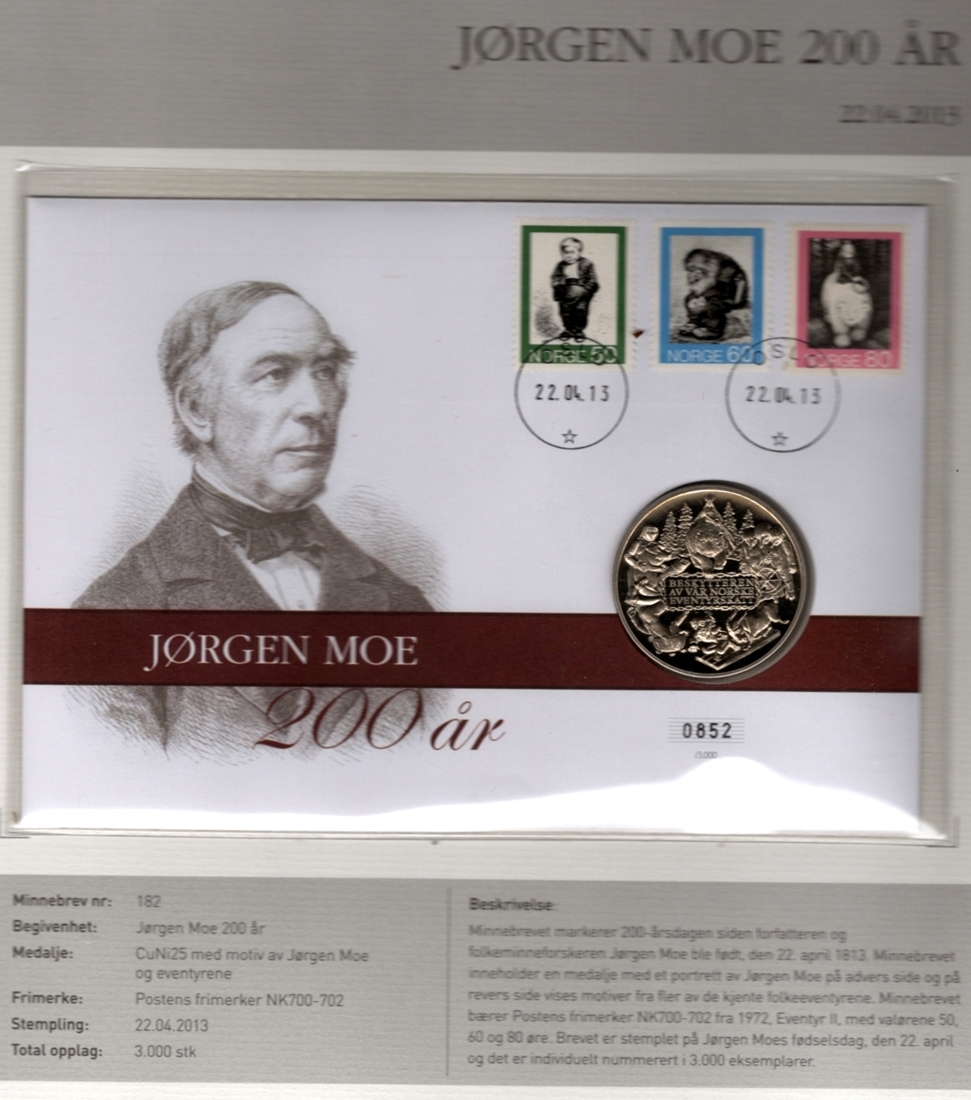 JØRGEN MOE 200 ÅR
22.04.2013
NORGE 50
NORGE 60
NORGE 80
22.04.13
OSLO
22.04.13
BESKYTTEREN
AV VÅR NORSKE
EVENTYRSKATT
JØRGEN MOE
200 år
0852
/3.000
Minnebrev nr: 182
Begivenhet: Jørgen Moe 200 år
Medalje: CuNi25 med motiv av Jørgen Moe
og eventyrene
Frimerke: Postens frimerker NK700-702
Stempling: 22.04.2013
Total opplag: 3.000 stk
Beskrivelse:
Minnebrevet markerer 200-årsdagen siden forfatteren og
folkeminneforskeren Jørgen Moe ble født, den 22. april 1813. Minnebrevet
inneholder en medalje med et portrett av Jørgen Moe på advers side og på
revers side vises motiver fra fler av de kjente folkeeventyrene. Minnebrevet
bærer Postens frimerker NK700-702 fra 1972, Eventyr II, med valørene 50,
60 og 80 øre. Brevet er stemplet på Jørgen Moes fødselsdag, den 22. april
og det er individuelt nummerert i 3.000 eksemplarer.